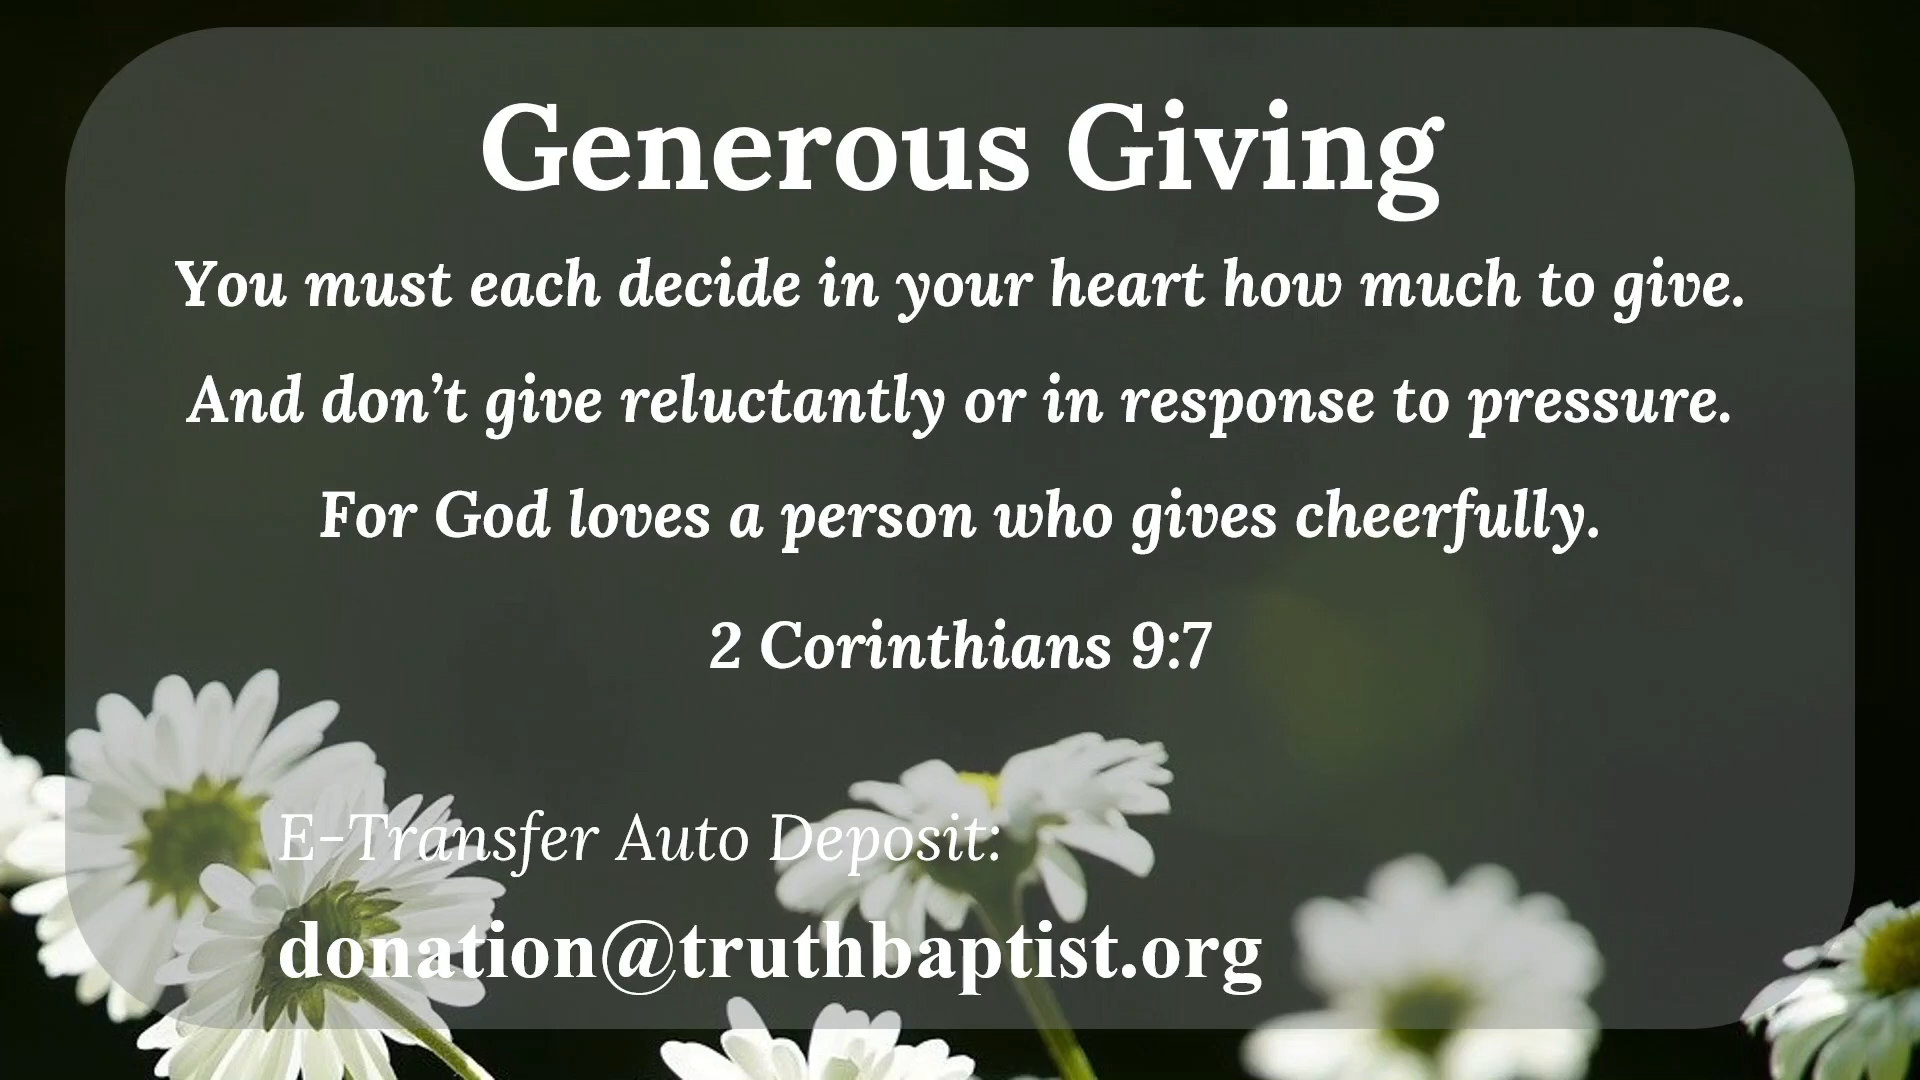 Generous Giving
You must each decide in your heart how much to give.
And don’t give reluctantly or in response to pressure.
For God loves a person who gives cheerfully.
2 Corinthians 9:7
E-Transfer Auto Deposit:
donation@truthbaptist.org